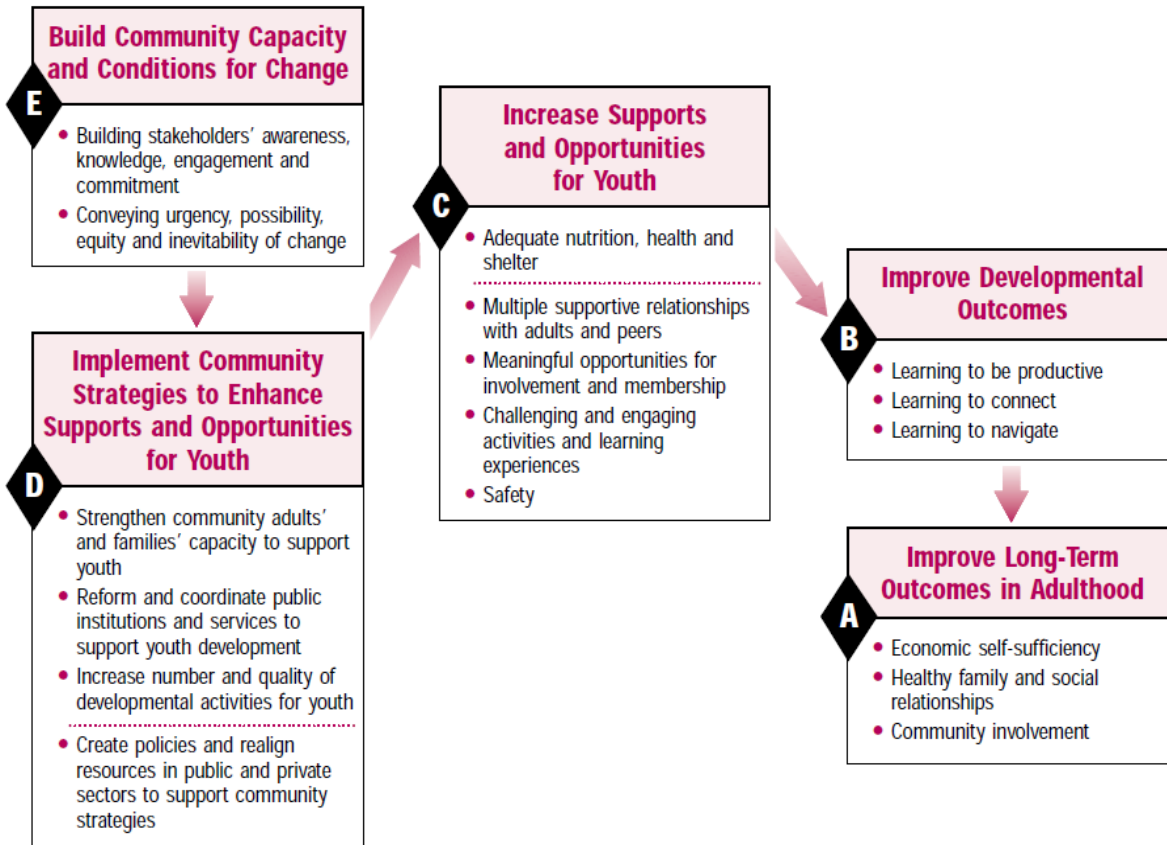 Build Community Capacity
and Conditions for Change
E
• Building stakeholders’ awareness,
knowledge, engagement and
commitment
• Conveying urgency, possibility,
equity and inevitability of change
Implement Community
Strategies to Enhance
Supports and Opportunities
for Youth
D
• Strengthen community adults’
and families’ capacity to support
youth
• Reform and coordinate public
institutions and services to
support youth development
• Increase number and quality of
developmental activities for youth
• Create policies and realign
resources in public and private
sectors to support community
strategies
Increase Supports
and Opportunities
for Youth
C
• Adequate nutrition, health and
shelter
• Multiple supportive relationships
with adults and peers
• Meaningful opportunities for
involvement and membership
• Challenging and engaging
activities and learning
experiences
• Safety
Improve Developmental
Outcomes
B
• Learning to be productive
• Learning to connect
• Learning to navigate
Improve Long-Term
Outcomes in Adulthood
A
• Economic self-sufficiency
• Healthy family and social
relationships
• Community involvement